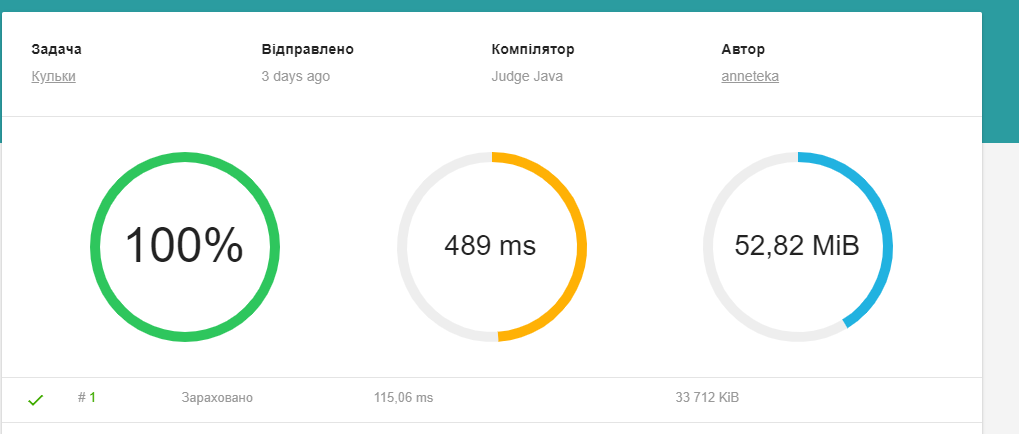 Задача Відправлено Компілятор Автор
Кульки 3 days ago Judge Java anneteka
100% 489 ms 52,82 MiB
# 1 Зараховано 115,06 ms 33 712 KiB